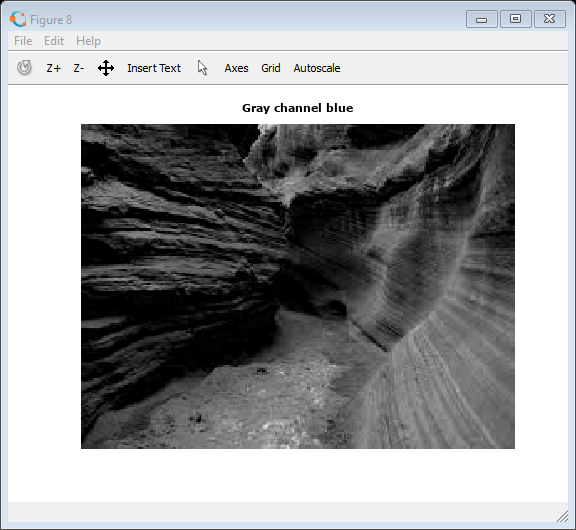 Figure 8
File Edit Help
Z+ Z- Insert Text Axes Grid Autoscale
Gray channel blue